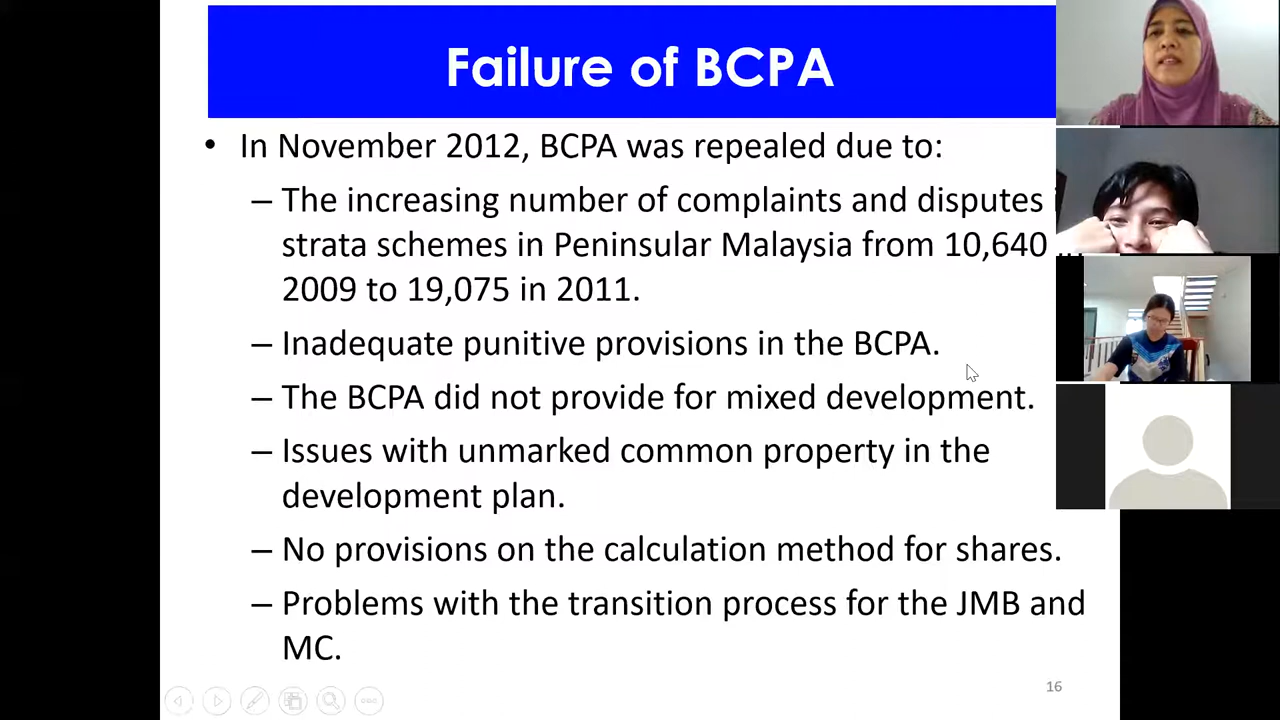 Failure of BCPA
• In November 2012, BCPA was repealed due to:
– The increasing number of complaints and disputes
strata schemes in Peninsular Malaysia from 10,640 in
2009 to 19,075 in 2011.
– Inadequate punitive provisions in the BCPA.
– The BCPA did not provide for mixed development.
– Issues with unmarked common property in the
development plan.
– No provisions on the calculation method for shares.
– Problems with the transition process for the JMB and
MC.
16